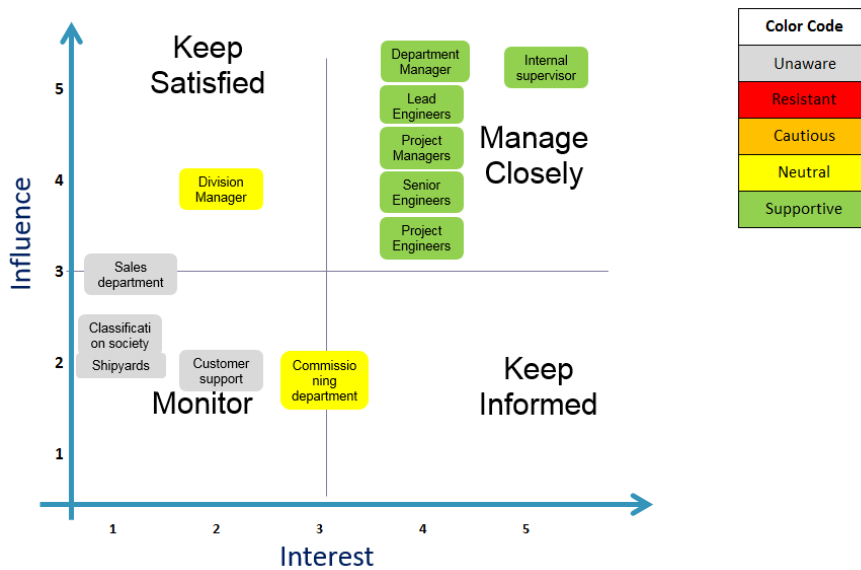 Keep
Satisfied
Department
Manager
Internal
supervisor
Lead
Engineers
Project
Managers
Manage
Closely
Division
Manager
Senior
Engineers
Project
Engineers
Sales
department
Classificati
on society
Shipyards
Customer
support
Commissio
ning
department
Monitor
Keep
Informed
Influence
5
4
3
2
1
1 2 3 4 5
Interest
Color Code
Unaware
Resistant
Cautious
Neutral
Supportive